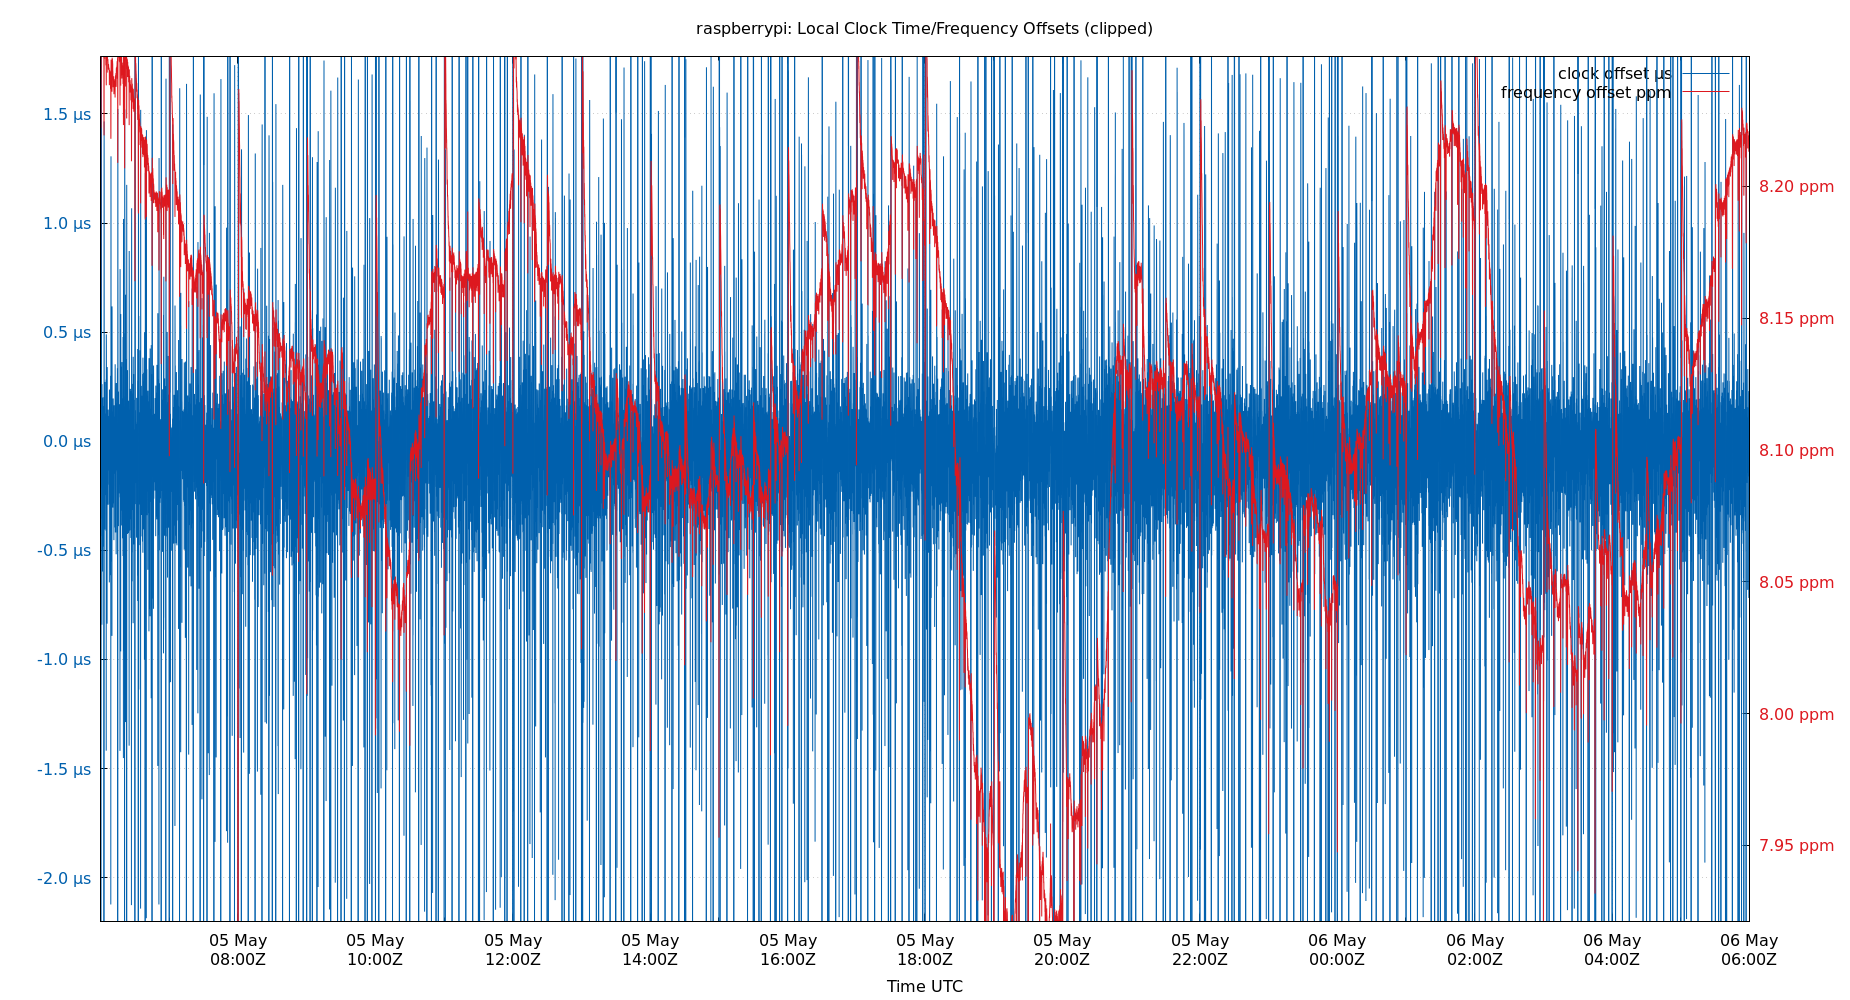 raspberrypi: Local Clock Time/Frequency Offsets (clipped)
clock offset µs
frequency offset ppm
1.5 µs
1.0 µs
0.5 µs
0.0 µs
-0.5 µs
-1.0 µs
-1.5 µs
-2.0 µs
8.20 ppm
8.15 ppm
8.10 ppm
8.05 ppm
8.00 ppm
7.95 ppm
05 May 05 May 05 May 05 May 05 May 05 May 05 May 05 May 06 May 06 May 06 May 06 May
08:00Z 10:00Z 12:00Z 14:00Z 16:00Z 18:00Z 20:00Z 22:00Z 00:00Z 02:00Z 04:00Z 06:00Z
Time UTC